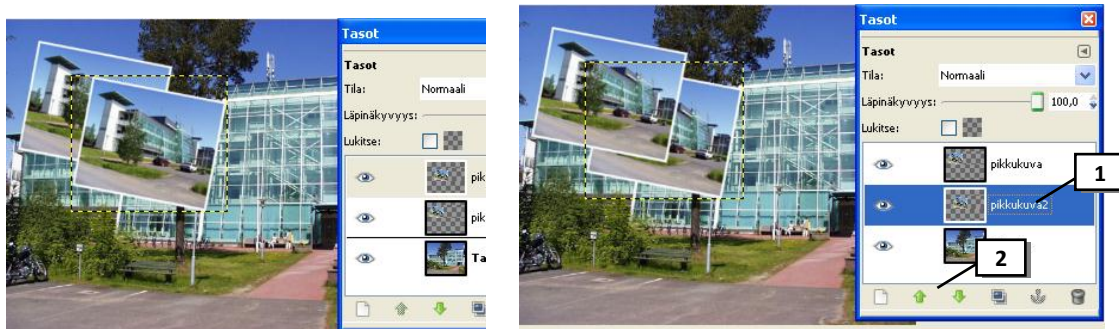 Tasot
Tasot
Tila: Normaali
Läpinäkyvyys:
Lukitse:
pik
pik
Ta
Tasot
Tasot
Tila: Normaali
Läpinäkyvyys: 100,0
Lukitse:
pikkukuva
1
pikkukuva2
2